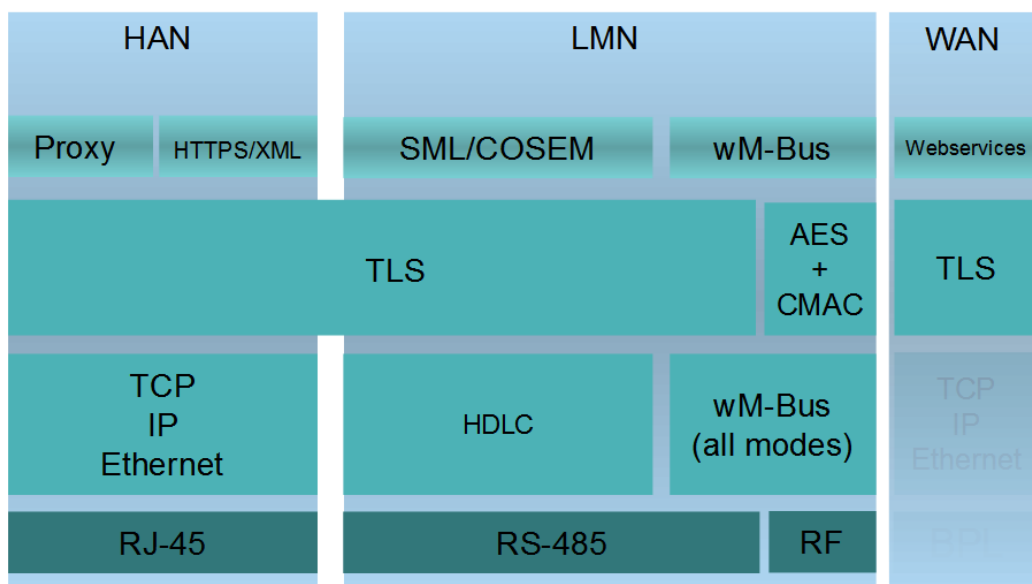 HAN
LMN
WAN
Proxy
HTTPS/XML
SML/COSEM
wM-Bus
Webservices
TLS
AES
+
CMAC
TLS
TCP
IP
Ethernet
HDLC
wM-Bus
(all modes)
TCP
IP
Ethernet
RJ-45
RS-485
RF